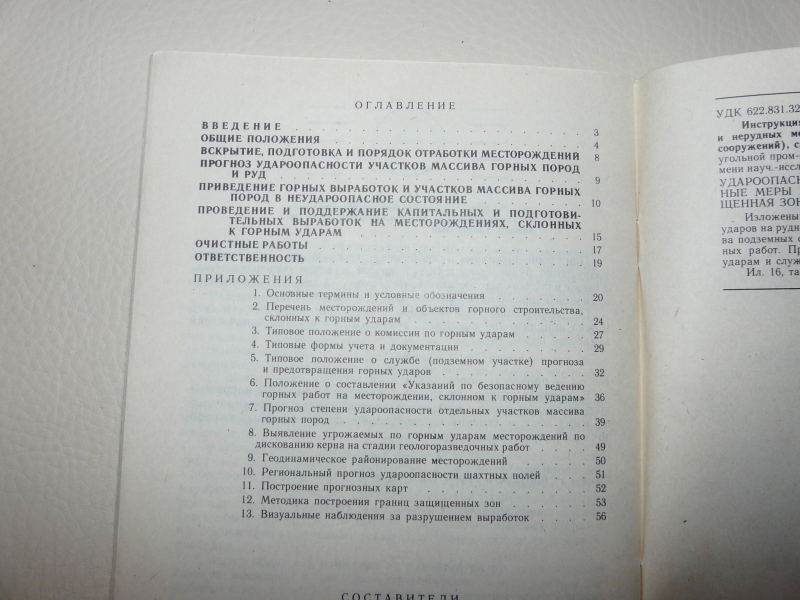 ОГЛАВЛЕНИЕ
ВВЕДЕНИЕ 3
ОБЩИЕ ПОЛОЖЕНИЯ 4
ВСКРЫТИЕ, ПОДГОТОВКА И ПОРЯДОК ОТРАБОТКИ МЕСТОРОЖДЕНИЙ 8
ПРОГНОЗ УДАРООПАСНОСТИ УЧАСТКОВ МАССИВА ГОРНЫХ ПОРОД
И РУД 9
ПРИВЕДЕНИЕ ГОРНЫХ ВЫРАБОТОК И УЧАСТКОВ МАССИВА ГОРНЫХ
ПОРОД В НЕУДАРООПАСНОЕ СОСТОЯНИЕ 10
ПРОВЕДЕНИЕ И ПОДДЕРЖАНИЕ КАПИТАЛЬНЫХ И ПОДГОТОВИ-
ТЕЛЬНЫХ ВЫРАБОТОК НА МЕСТОРОЖДЕНИЯХ, СКЛОННЫХ
К ГОРНЫМ УДАРАМ 15
ОЧИСТНЫЕ РАБОТЫ 17
ОТВЕТСТВЕННОСТЬ 19
ПРИЛОЖЕНИЯ
1. Основные термины и условные обозначения 20
2. Перечень месторождений и объектов горного строительства,
склонных к горным ударам 24
3. Типовое положение о комиссии по горным ударам 27
4. Типовые формы учета и документации 29
5. Типовое положение о службе (подземном участке) прогноза
и предотвращения горных ударов 32
6. Положение о составлении «Указаний по безопасному ведению
горных работ на месторождении, склонном к горным ударам» 36
7. Прогноз степени удароопасности отдельных участков массива
горных пород 39
8. Выявление угрожаемых по горным ударам месторождений по
дискованию керна на стадии геологоразведочных работ 49
9. Геодинамическое районирование месторождений 50
10. Региональный прогноз удароопасности шахтных полей 51
11. Построение прогнозных карт 52
12. Методика построения границ защищенных зон 53
13. Визуальные наблюдения за разрушением выработок 56
СОСТАВИТЕЛИ
УДК 622.831.32
Инструкция
и нерудных
сооружений), с
угольной пром-
мени науч.-иссл
УДАРООПАСН
НЫЕ МЕРЫ
ЩЕННАЯ ЗОН
Изложены
ударов на рудн
ва подземных
ных работ. Пр
ударам и служ
Ил. 16, та